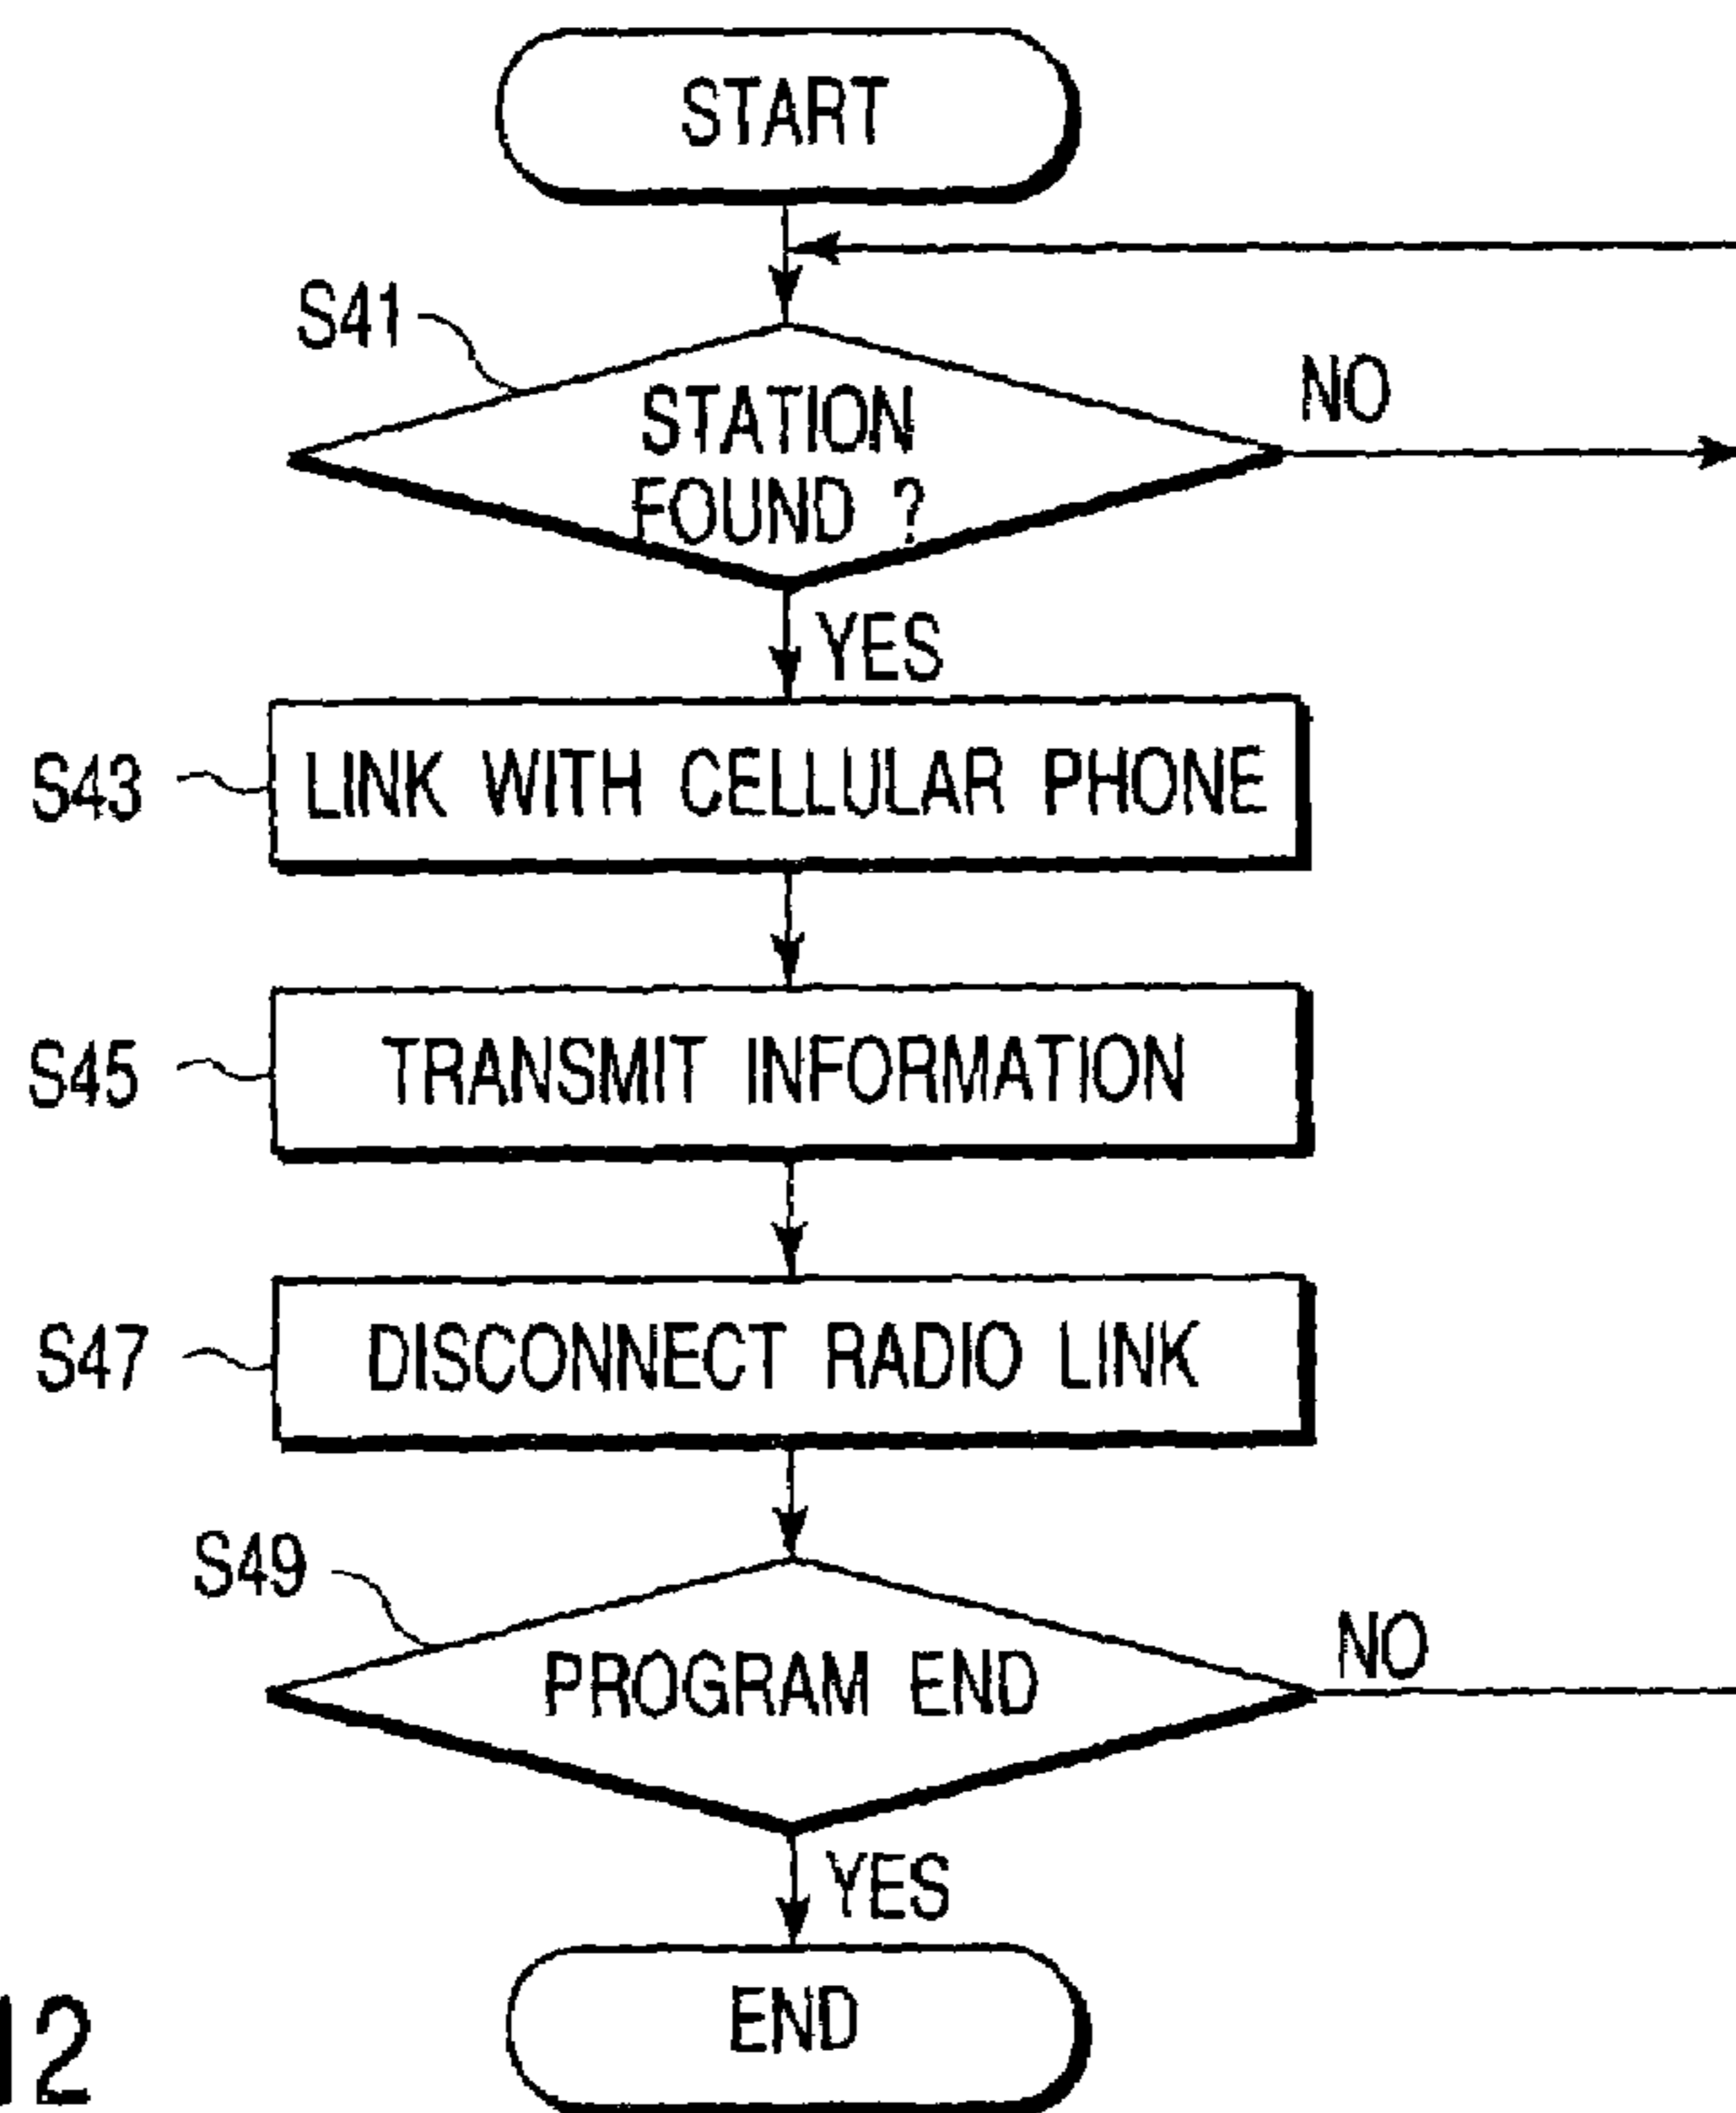 START
S41
STATION
FOUND ?
NO
YES
S43
LINK WITH CELLULAR PHONE
S45
TRANSMIT INFORMATION
S47
DISCONNECT RADIO LINK
S49
PROGRAM END
NO
YES
END
12